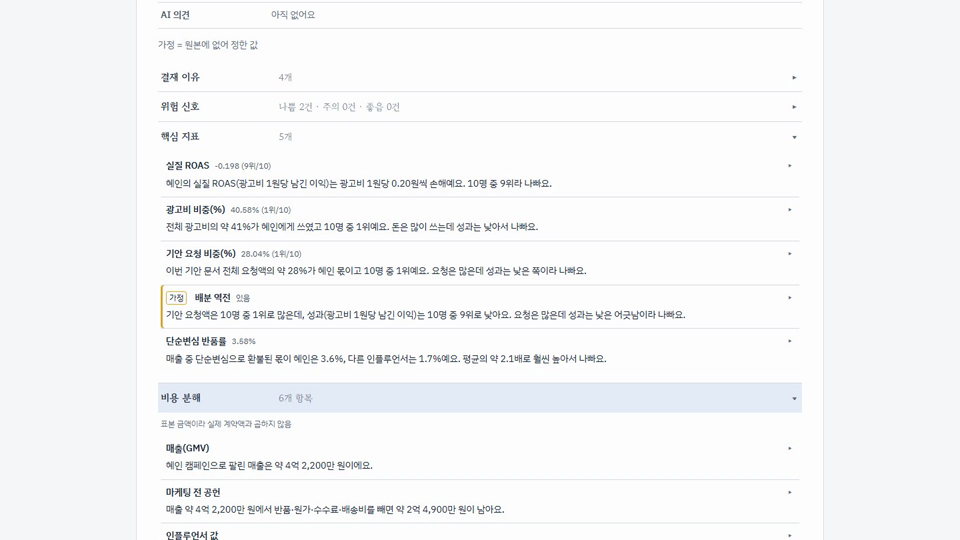 AI 의견 아직 없어요
가정 = 원본에 없어 정한 값
결재 이유 4개
위험 신호 나쁨 2건 · 주의 0건 · 좋음 0건
핵심 지표 5개
실질 ROAS -0.198 (9위/10)
헤인의 실질 ROAS(광고비 1원당 남긴 이익)는 광고비 1원당 0.20원씩 손해예요. 10명 중 9위라 나빠요.
광고비 비중(%) 40.58% (1위/10)
전체 광고비의 약 41%가 헤인에게 쓰였고 10명 중 1위예요. 돈은 많이 쓰는데 성과는 낮아서 나빠요.
기안 요청 비중(%) 28.04% (1위/10)
이번 기안 문서 전체 요청액의 약 28%가 헤인 몫이고 10명 중 1위예요. 요청은 많은데 성과는 낮은 쪽이라 나빠요.
가정 배분 역전 있음
기안 요청액은 10명 중 1위로 많은데, 성과(광고비 1원당 남긴 이익)는 10명 중 9위로 낮아요. 요청은 많은데 성과는 낮은 어긋남이라 나빠요.
단순변심 반품률 3.58%
매출 중 단순변심으로 환불된 몫이 헤인은 3.6%, 다른 인플루언서는 1.7%예요. 평균의 약 2.1배로 훨씬 높아서 나빠요.
비용 분해 6개 항목
표본 금액이라 실제 계약액과 곱하지 않음
매출(GMV)
헤인 캠페인으로 팔린 매출은 약 4억 2,200만 원이에요.
마케팅 전 공헌
매출 약 4억 2,200만 원에서 반품·원가·수수료·배송비를 빼면 약 2억 4,900만 원이 남아요.
인플루언서 값